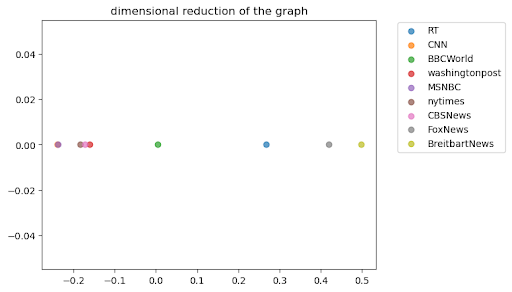 dimensional reduction of the graph
0.04
0.02
0.00
−0.02
−0.04
−0.2
−0.1
0.0
0.1
0.2
0.3
0.4
0.5
RT
CNN
BBCWorld
washingtonpost
MSNBC
nytimes
CBSNews
FoxNews
BreitbartNews